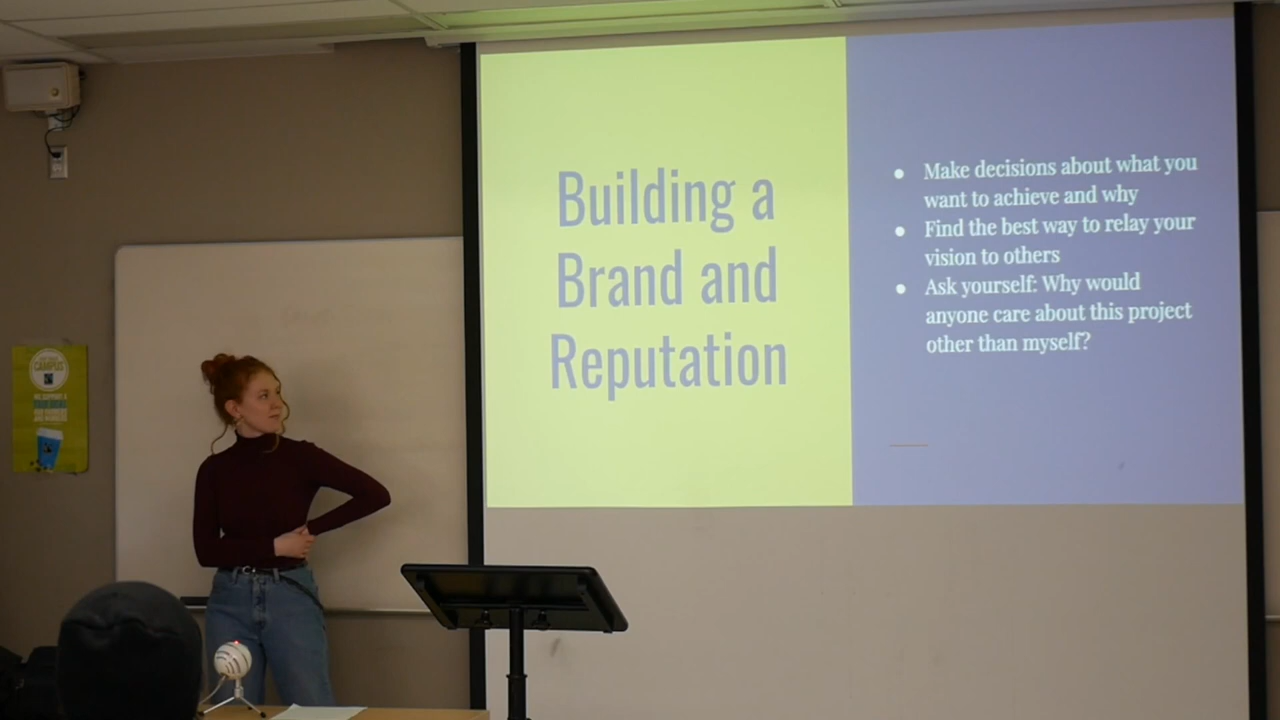 Building a
Brand and
Reputation
● Make decisions about what you
want to achieve and why
● Find the best way to relay your
vision to others
● Ask yourself: Why would
anyone care about this project
other than myself?
CAMPUS